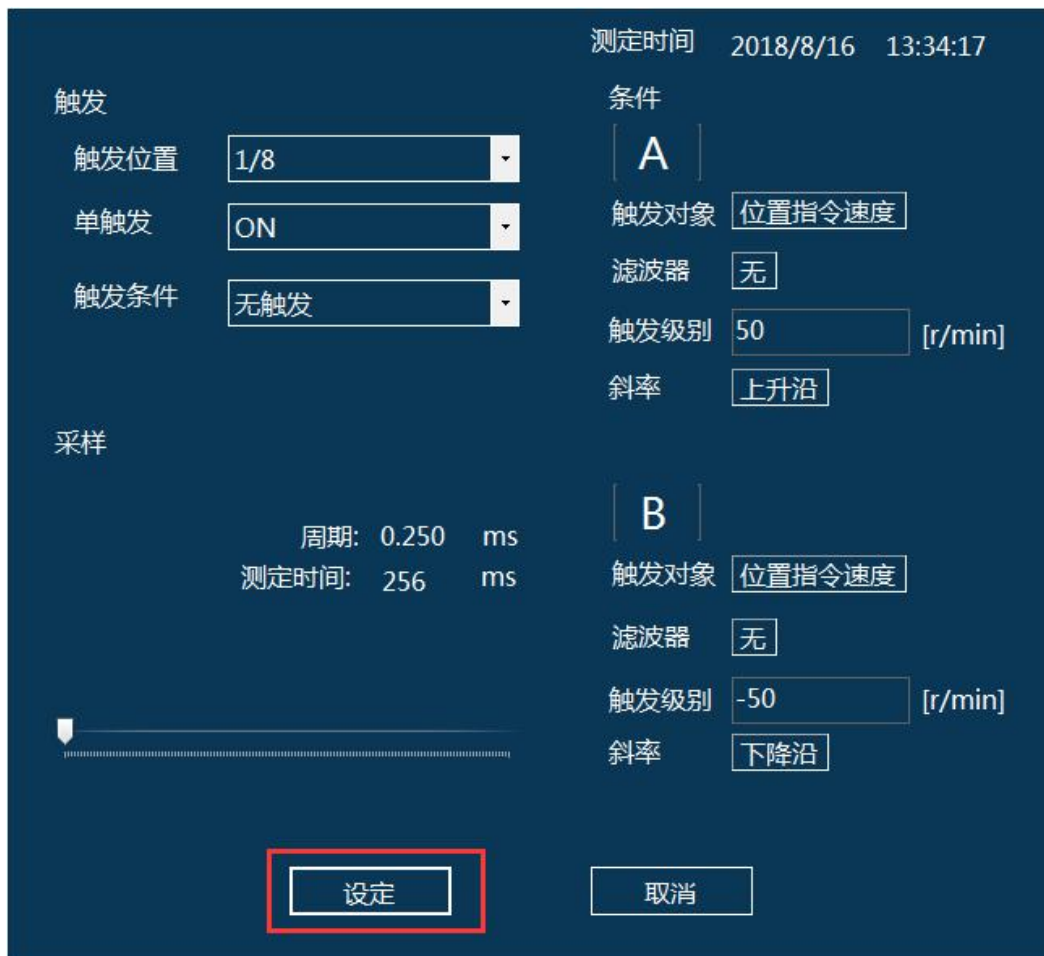 测定时间 2018/8/16 13:34:17
触发
触发位置 1/8
单触发 ON
触发条件 无触发
条件
A
触发对象 位置指令速度
滤波器 无
触发级别 50 [r/min]
斜率 上升沿
采样
周期: 0.250 ms
测定时间: 256 ms
B
触发对象 位置指令速度
滤波器 无
触发级别 -50 [r/min]
斜率 下降沿
设定 取消